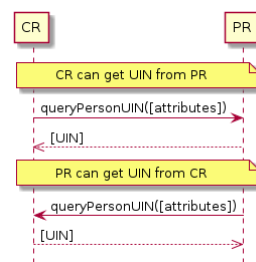 CR PR
CR can get UIN from PR
queryPersonUIN([attributes])
[UIN]
PR can get UIN from CR
queryPersonUIN([attributes])
[UIN]